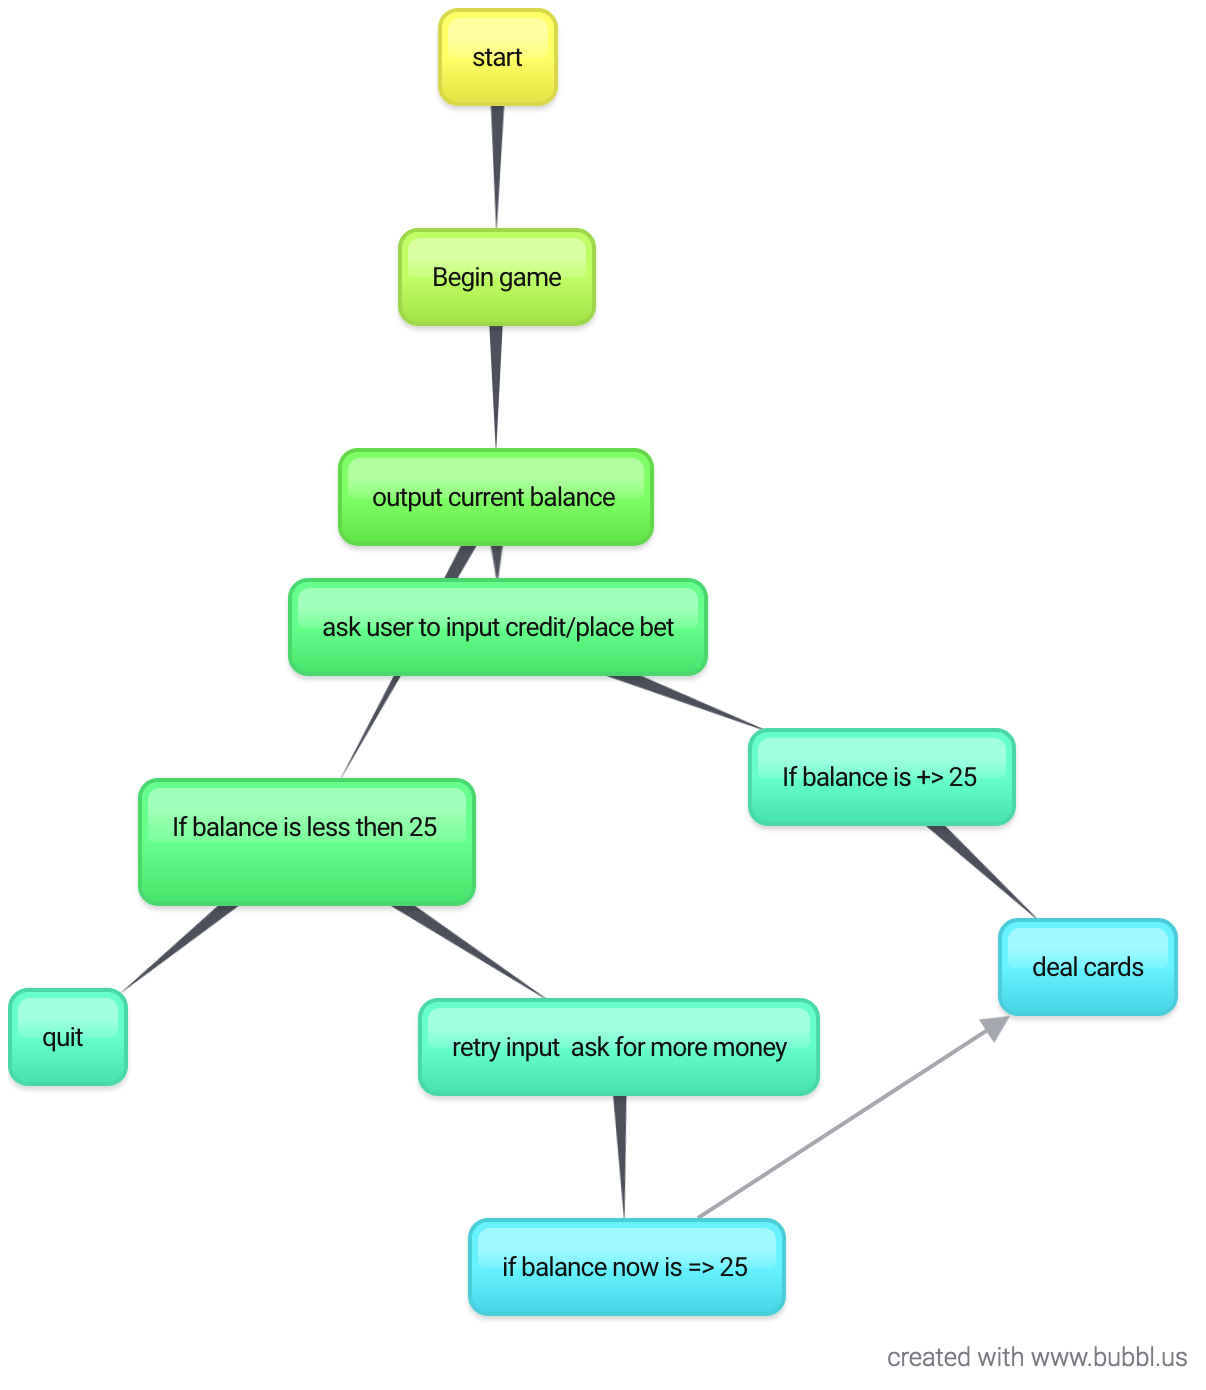 start
Begin game
output current balance
ask user to input credit/place bet
If balance is +> 25
If balance is less then 25
deal cards
quit
retry input  ask for more money
if balance now is => 25
created with www.bubbl.us